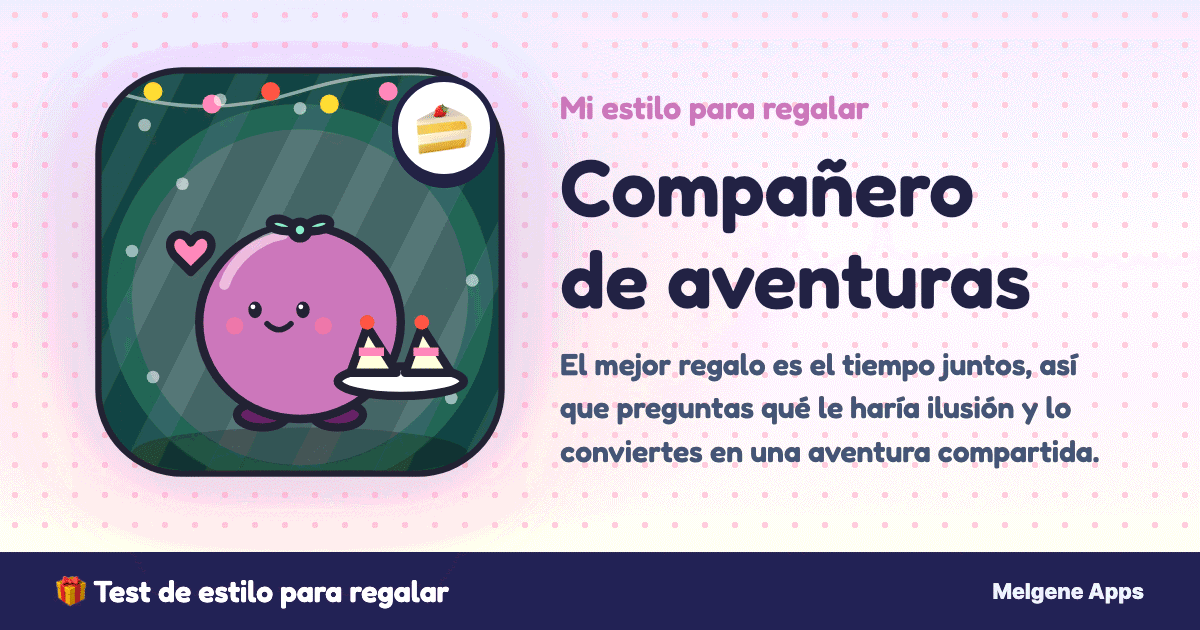 Mi estilo para regalar
Compañero
de aventuras
El mejor regalo es el tiempo juntos, así
que preguntas qué le haría ilusión y lo
conviertes en una aventura compartida.
Test de estilo para regalar
Melgene Apps